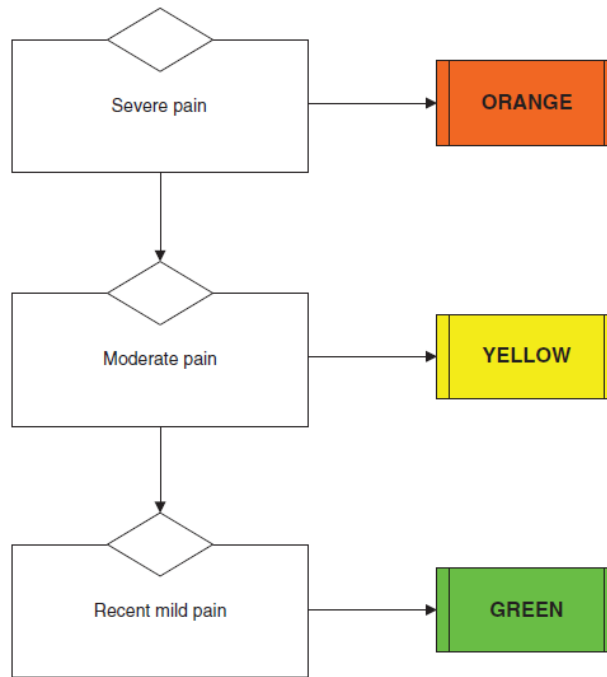 Severe pain
ORANGE
Moderate pain
YELLOW
Recent mild pain
GREEN